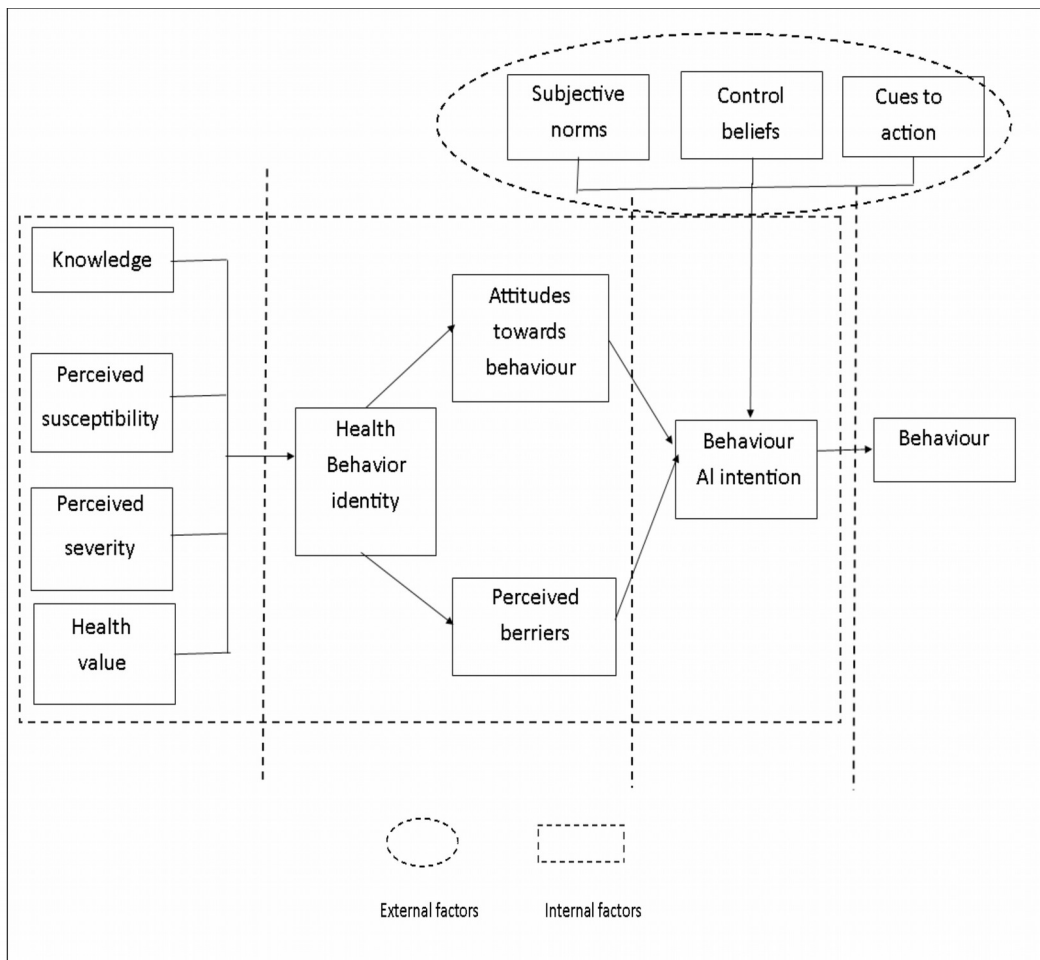 Subjective
norms
Control
beliefs
Cues to
action
Knowledge
Perceived
susceptibility
Perceived
severity
Health
value
Health
Behavior
identity
Attitudes
towards
behaviour
Perceived
berriers
Behaviour
Al intention
Behaviour
External factors
Internal factors